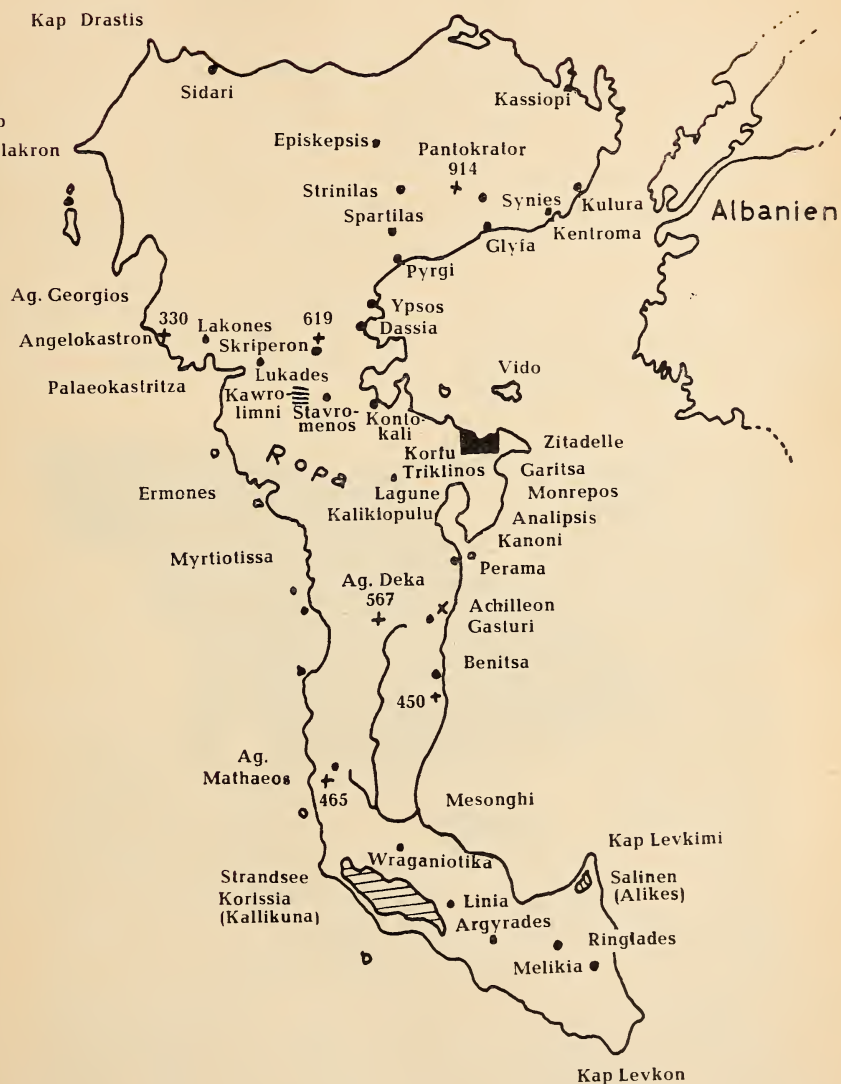 Kap Drastis
Sidari
Kassiopi
lakron
Episkepsis
Pantokrator
914
Strinilas
Synies
Kulura
Albanien
Spartilas
Glyfa
Kentroma
Pyrgi
Ag. Georgios
Ypsos
330
619
Lakones
Dassia
Angelokastron
Skriperon
Vido
Palaeokastritza
Lukades
Kawro-
limni
Stavro-
menos
Konto-
kali
Korfu
Zitadelle
Ropa
Triklinos
Garitsa
Ermones
Lagune
Kalikiopulu
Monrepos
Analipsis
Kanoni
Myrtiotissa
Perama
Ag. Deka
567
Achilleon
Gasturi
Benitsa
450
Ag.
Mathaeos
465
Mesonghi
Kap Levkimi
Wraganiotika
Strandsee
Korissia
(Kallikuna)
Salinen
(Alikes)
Linia
Argyrades
Ringlades
Melikia
Kap Levkon